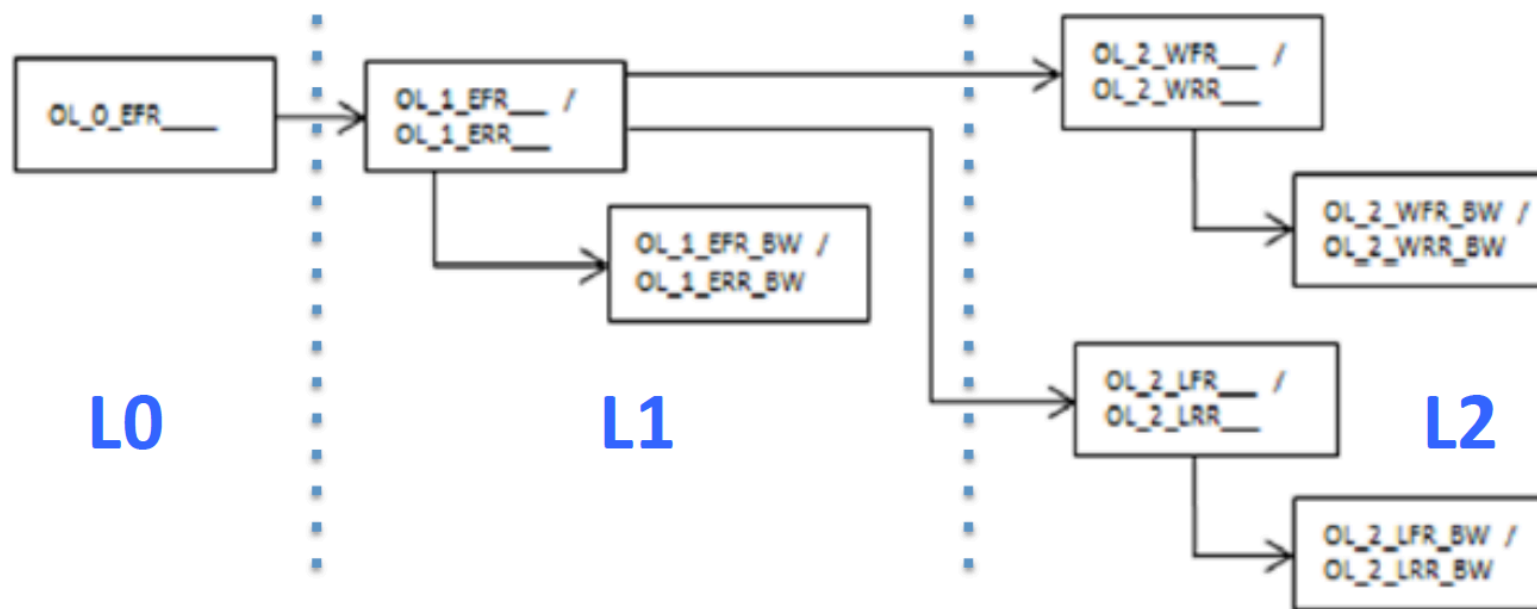 OL_0_EFR____
OL_1_EFR___ /
OL_1_ERR___
OL_1_EFR_BW /
OL_1_ERR_BW
OL_2_WFR___ /
OL_2_WRR___
OL_2_WFR_BW /
OL_2_WRR_BW
OL_2_LFR___ /
OL_2_LRR___
OL_2_LFR_BW /
OL_2_LRR_BW
L0
L1
L2